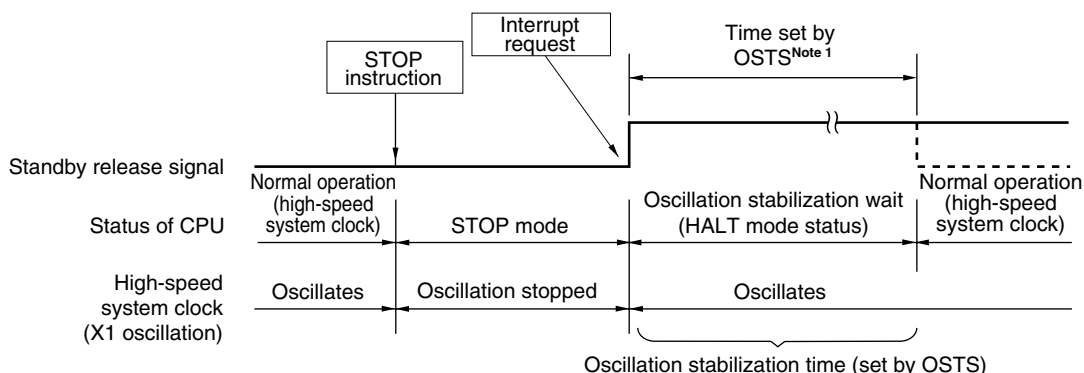 Interrupt
request
STOP
instruction
Time set by
OSTS Note 1
Standby release signal
Normal operation
(high-speed
system clock)
Oscillation stabilization wait
(HALT mode status)
Normal operation
(high-speed
system clock)
Status of CPU
STOP mode
High-speed
system clock
(X1 oscillation)
Oscillates
Oscillation stopped
Oscillates
Oscillation stabilization time (set by OSTS)